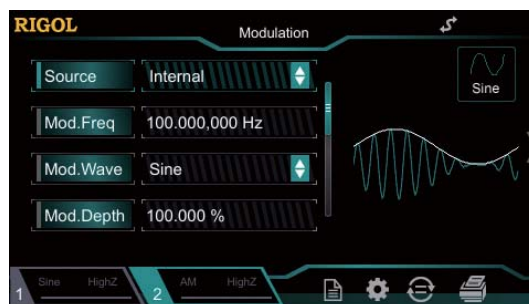 RIGOL
Modulation
Source Internal
Sine
Mod.Freq 100.000,000 Hz
Mod.Wave Sine
Mod.Depth 100.000 %
1 Sine HighZ 2 AM HighZ